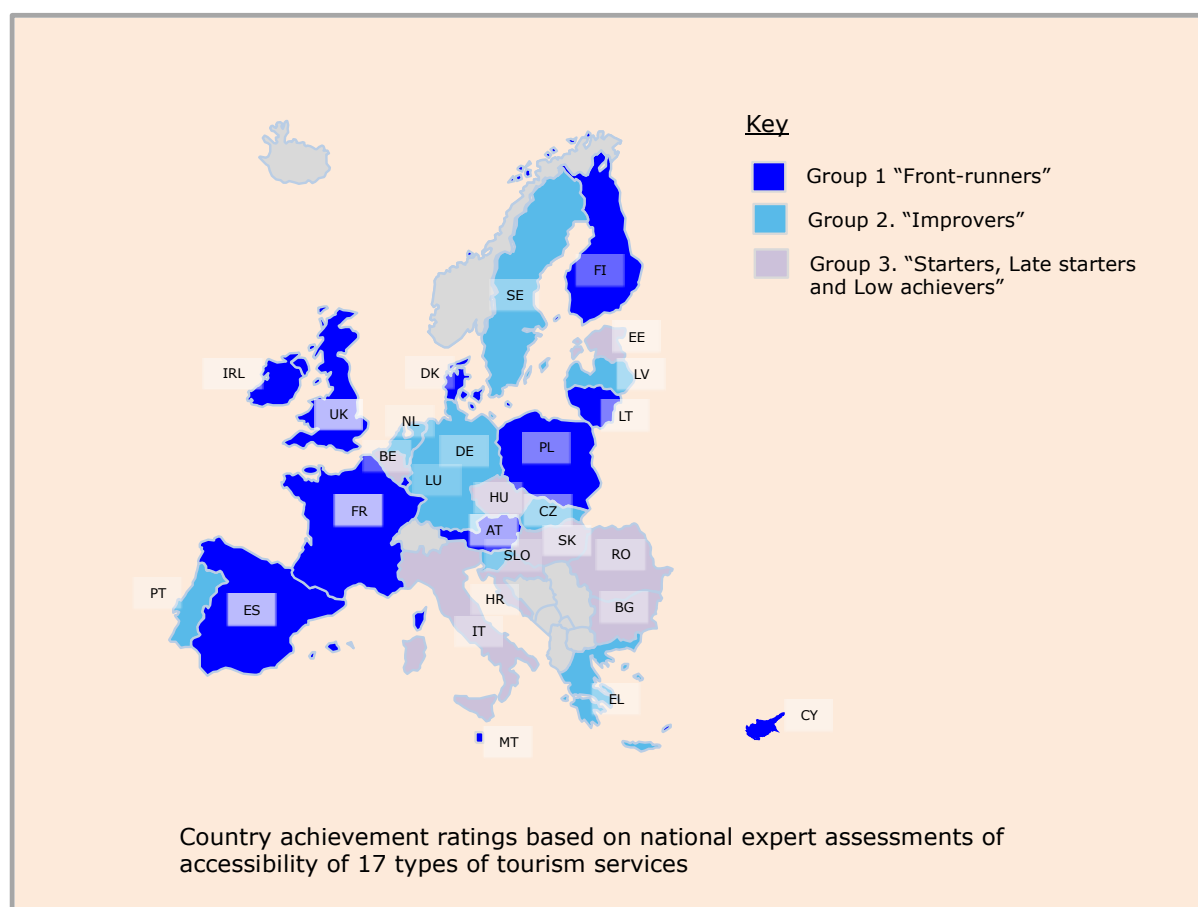 Key
Group 1 “Front-runners”
Group 2. “Improvers”
Group 3. “Starters, Late starters
and Low achievers”
FI
SE
EE
IRL
DK
LV
UK
NL
LT
BE
DE
PL
LU
FR
HU
CZ
AT
SK
SLO
RO
PT
ES
HR
BG
IT
EL
MT
CY
Country achievement ratings based on national expert assessments of
accessibility of 17 types of tourism services